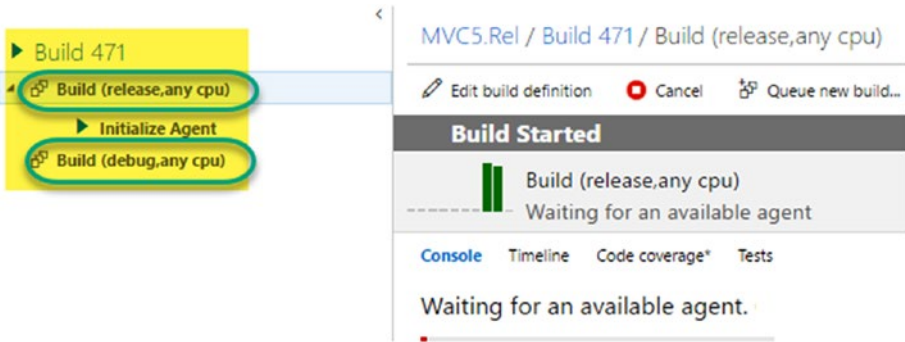 Build 471
Build (release,any cpu)
Initialize Agent
Build (debug,any cpu)
MVC5.Rel / Build 471 / Build (release,any cpu)
Edit build definition Cancel Queue new build...
Build Started
Build (release,any cpu)
Waiting for an available agent
Console Timeline Code coverage* Tests
Waiting for an available agent.